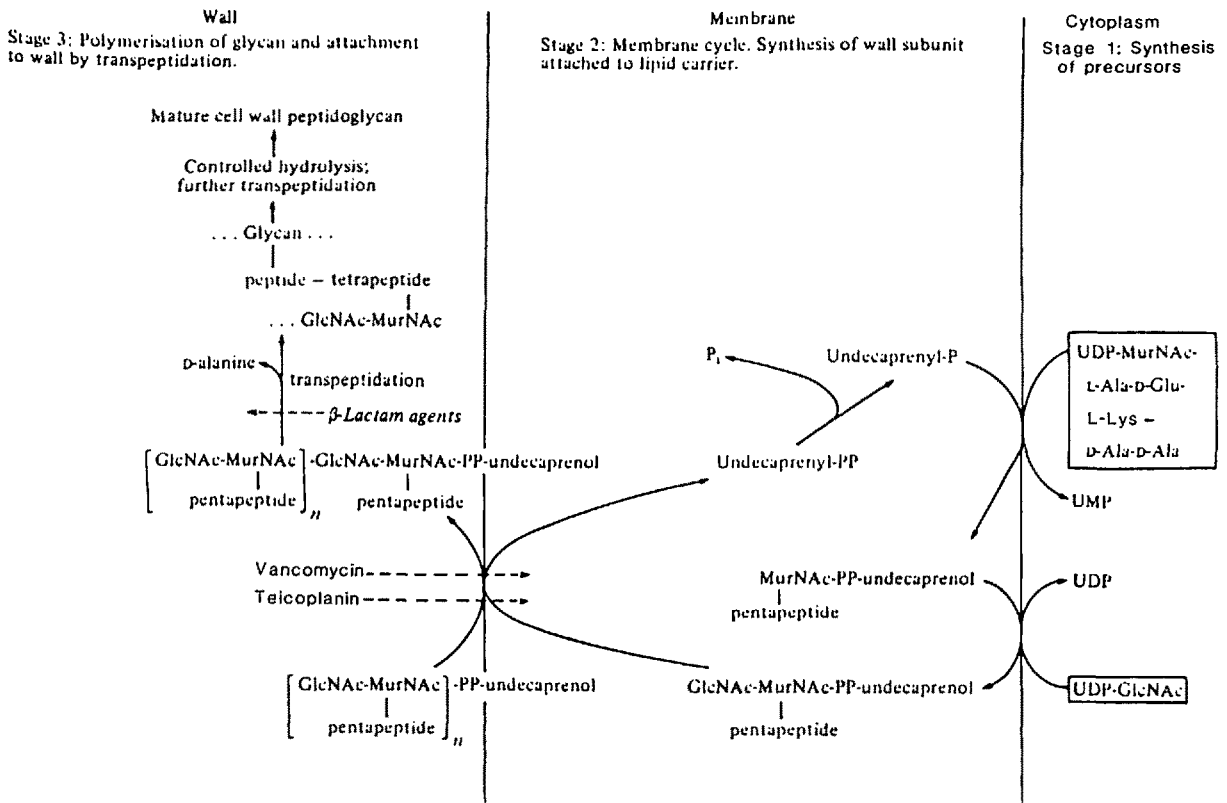 Wall
Stage 3: Polymerisation of glycan and attachment
to wall by transpeptidation.
Mature cell wall peptidoglycan
Controlled hydrolysis;
further transpeptidation
... Glycan ...
peptide – tetrapeptide
... GlcNAc-MurNAc
D-alanine
transpeptidation
β-Lactam agents
[GlcNAc-MurNAc]-GlcNAc-MurNAc-PP-undecaprenol
pentapeptide n pentapeptide
Vancomycin
Teicoplanin
[GlcNAc-MurNAc]-PP-undecaprenol
pentapeptide n
Membrane
Stage 2: Membrane cycle. Synthesis of wall subunit
attached to lipid carrier.
Pi
Undecaprenyl-P
Undecaprenyl-PP
MurNAc-PP-undecaprenol
pentapeptide
GlcNAc-MurNAc-PP-undecaprenol
pentapeptide
Cytoplasm
Stage 1: Synthesis
of precursors
UDP-MurNAc-
L-Ala-D-Glu-
L-Lys –
D-Ala-D-Ala
UMP
UDP
UDP-GlcNAc